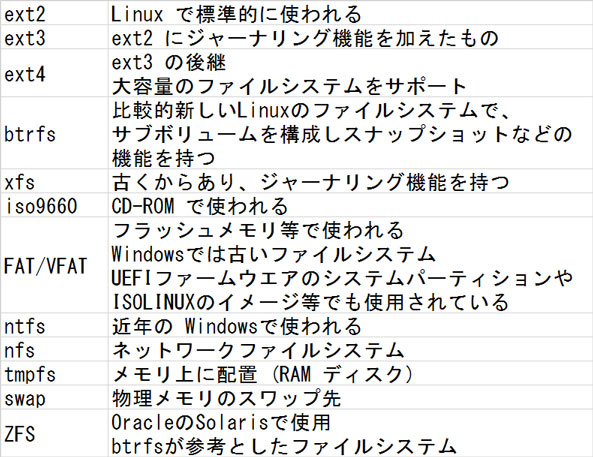 ext2 Linux で標準的に使われる
ext3 ext2 にジャーナリング機能を加えたもの
ext4 ext3 の後継
大容量のファイルシステムをサポート
btrfs 比較的新しいLinuxのファイルシステムで、
サブボリュームを構成しスナップショットなどの
機能を持つ
xfs 古くからあり、ジャーナリング機能を持つ
iso9660 CD-ROM で使われる
FAT/VFAT フラッシュメモリ等で使われる
Windowsでは古いファイルシステム
UEFIファームウエアのシステムパーティションや
ISOLINUXのイメージ等でも使用されている
ntfs 近年の Windowsで使われる
nfs ネットワークファイルシステム
tmpfs メモリ上に配置 (RAM ディスク)
swap 物理メモリのスワップ先
ZFS OracleのSolarisで使用
btrfsが参考としたファイルシステム